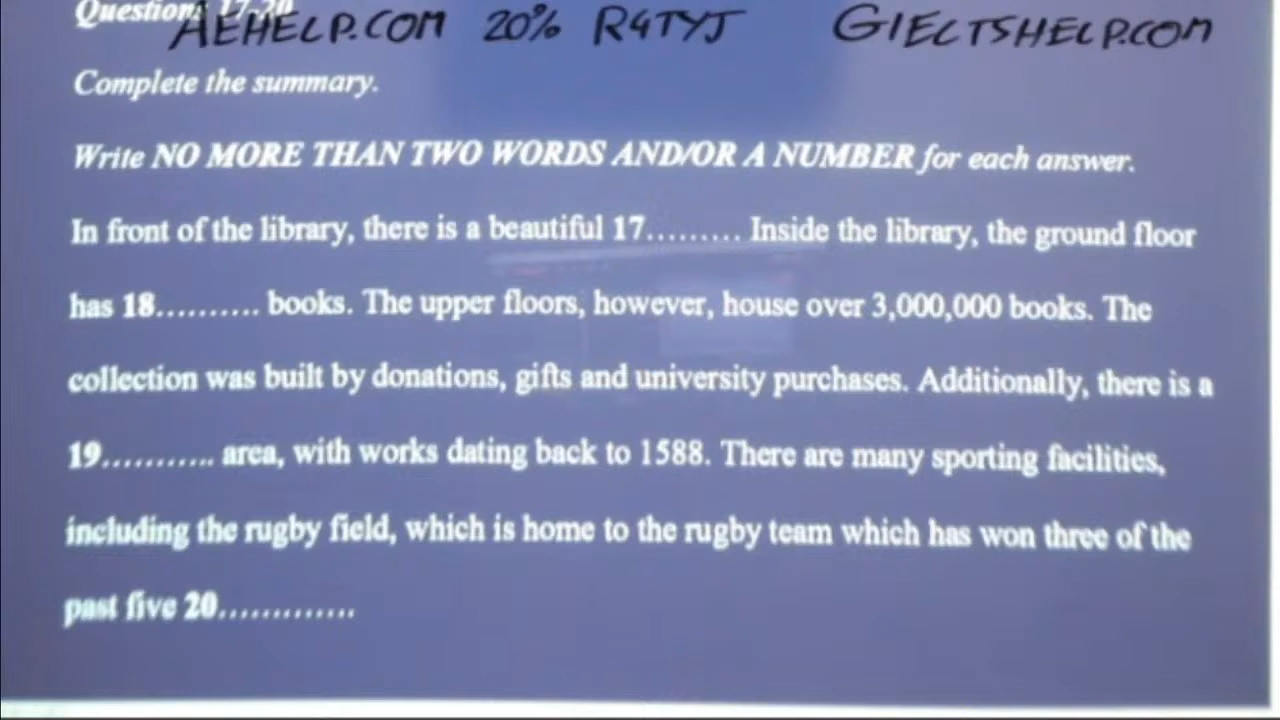 Questions 17-20
AEHELP.COM 20% R4TYJ GIELTSHELP.COM
Complete the summary.
Write NO MORE THAN TWO WORDS AND/OR A NUMBER for each answer.
In front of the library, there is a beautiful 17......... Inside the library, the ground floor
has 18.......... books. The upper floors, however, house over 3,000,000 books. The
collection was built by donations, gifts and university purchases. Additionally, there is a
19........... area, with works dating back to 1588. There are many sporting facilities,
including the rugby field, which is home to the rugby team which has won three of the
past five 20.............